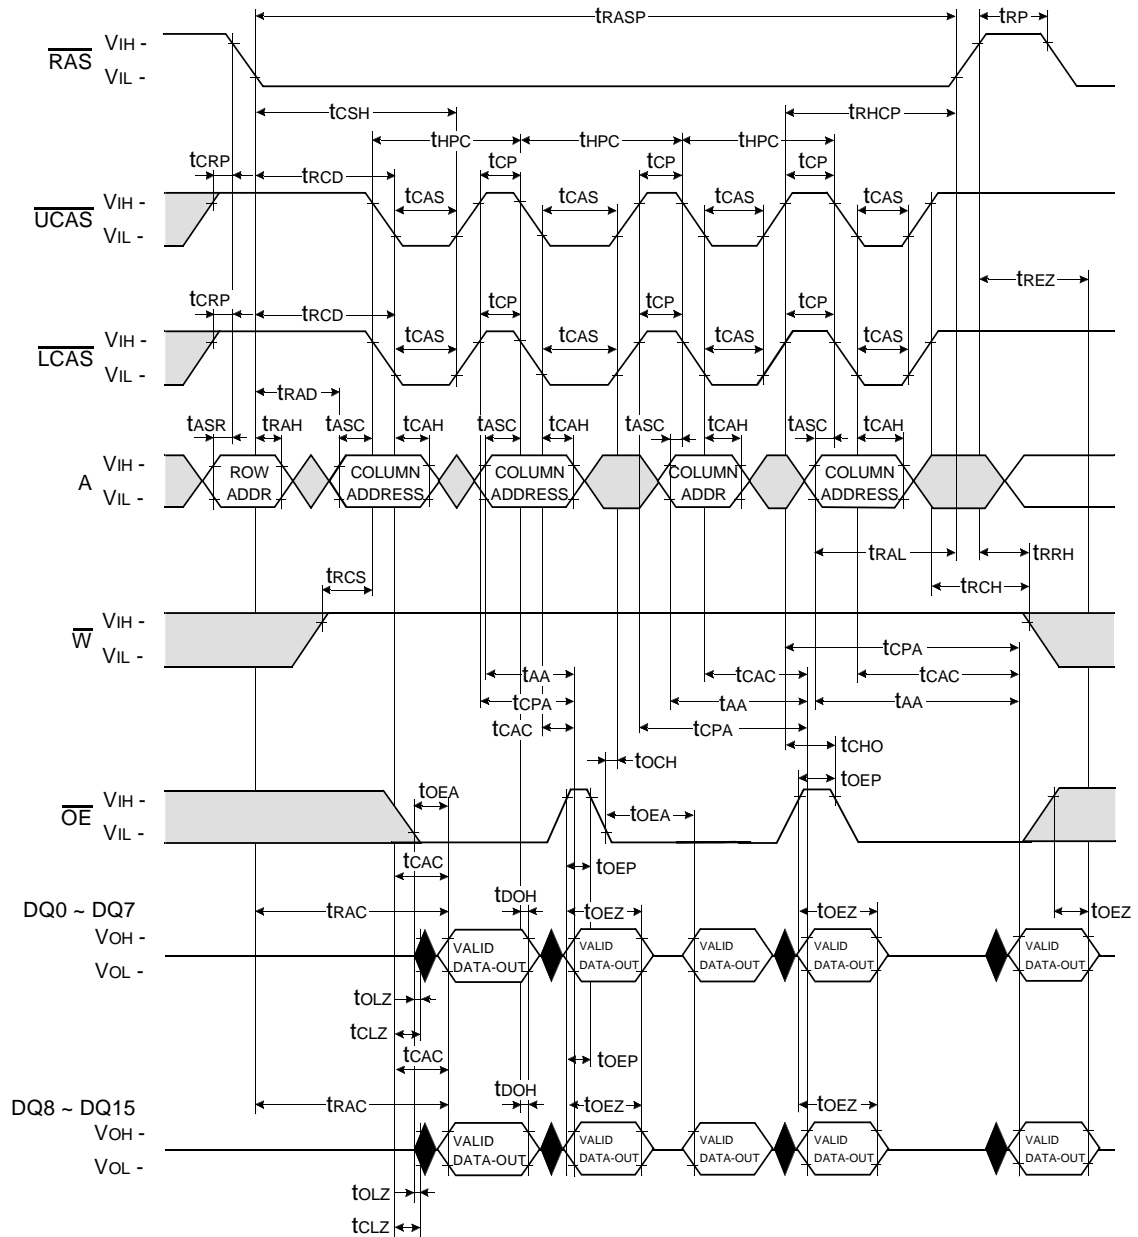 tRASP tRP
RAS VIH -
VIL -
tCSH tRHCP
tHPC tHPC tHPC
tCRP tRCD tCP tCP tCP
UCAS VIH -
VIL -
tCAS tCAS tCAS tCAS
tREZ
tCRP tRCD tCP tCP tCP
LCAS VIH -
VIL -
tCAS tCAS tCAS tCAS
tRAD
tASR tRAH tASC tCAH tASC tCAH tASC tCAH tASC tCAH
A VIH -
VIL -
ROW COLUMN COLUMN COLUMN COLUMN
ADDR ADDRESS ADDRESS ADDR ADDRESS
tRAL tRRH
tRCS tRCH
W VIH -
VIL -
tCPA
tAA tCAC tCAC
tCPA tAA tAA
tCAC tCPA
tCHO
tOCH tOEP
OE VIH -
VIL -
tOEA tOEA
tCAC tOEP
tDOH
DQ0 ~ DQ7 tRAC tOEZ tOEZ tOEZ
VOH -
VOL -
VALID VALID VALID VALID VALID
DATA-OUT DATA-OUT DATA-OUT DATA-OUT DATA-OUT
tOLZ
tCLZ
tCAC tOEP
tDOH
DQ8 ~ DQ15 tRAC tOEZ tOEZ
VOH -
VOL -
VALID VALID VALID VALID VALID
DATA-OUT DATA-OUT DATA-OUT DATA-OUT DATA-OUT
tOLZ
tCLZ